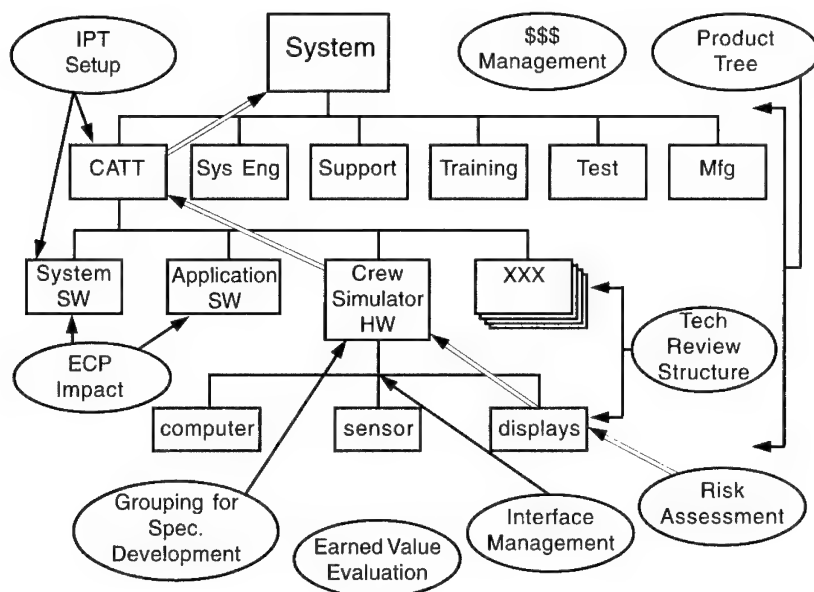 IPT
Setup
System
$$$
Management
Product
Tree
CATT
Sys Eng
Support
Training
Test
Mfg
System
SW
Application
SW
Crew
Simulator
HW
XXX
ECP
Impact
Tech
Review
Structure
computer
sensor
displays
Grouping for
Spec.
Development
Earned Value
Evaluation
Interface
Management
Risk
Assessment